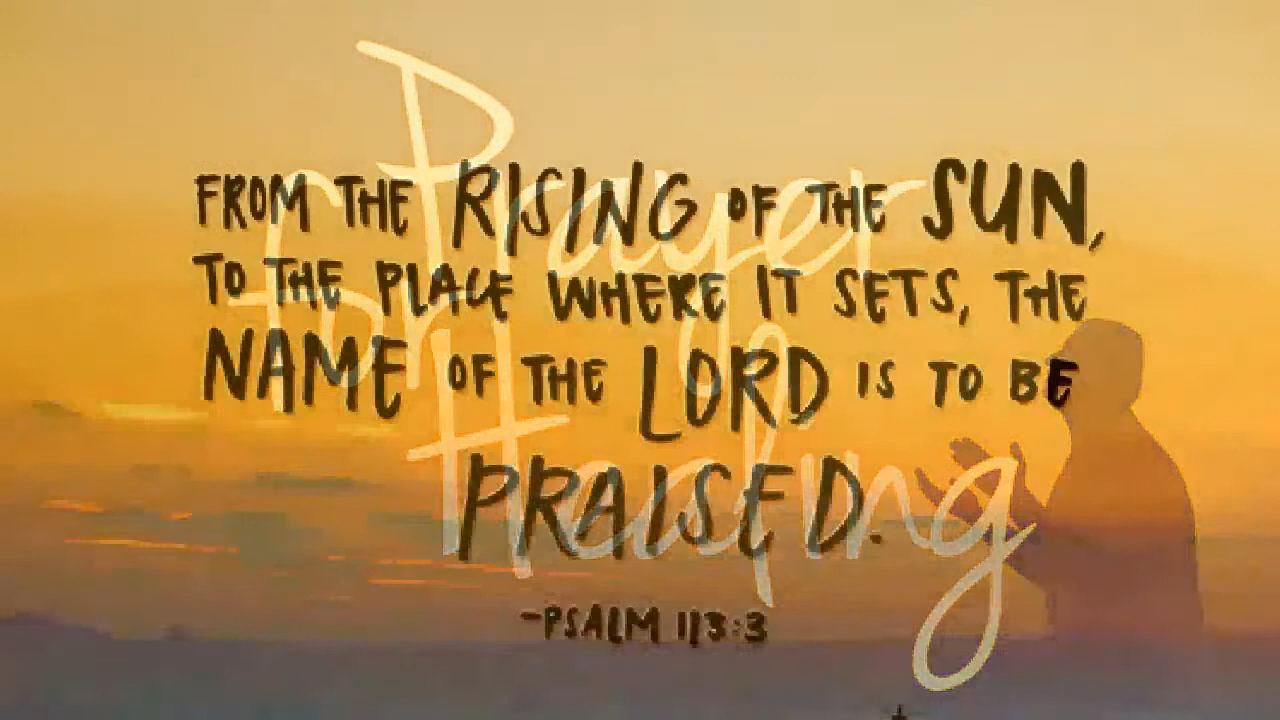 Prayer
for
Healing
FROM THE RISING OF THE SUN,
TO THE PLACE WHERE IT SETS, THE
NAME OF THE LORD IS TO BE
PRAISED.
-PSALM 113:3